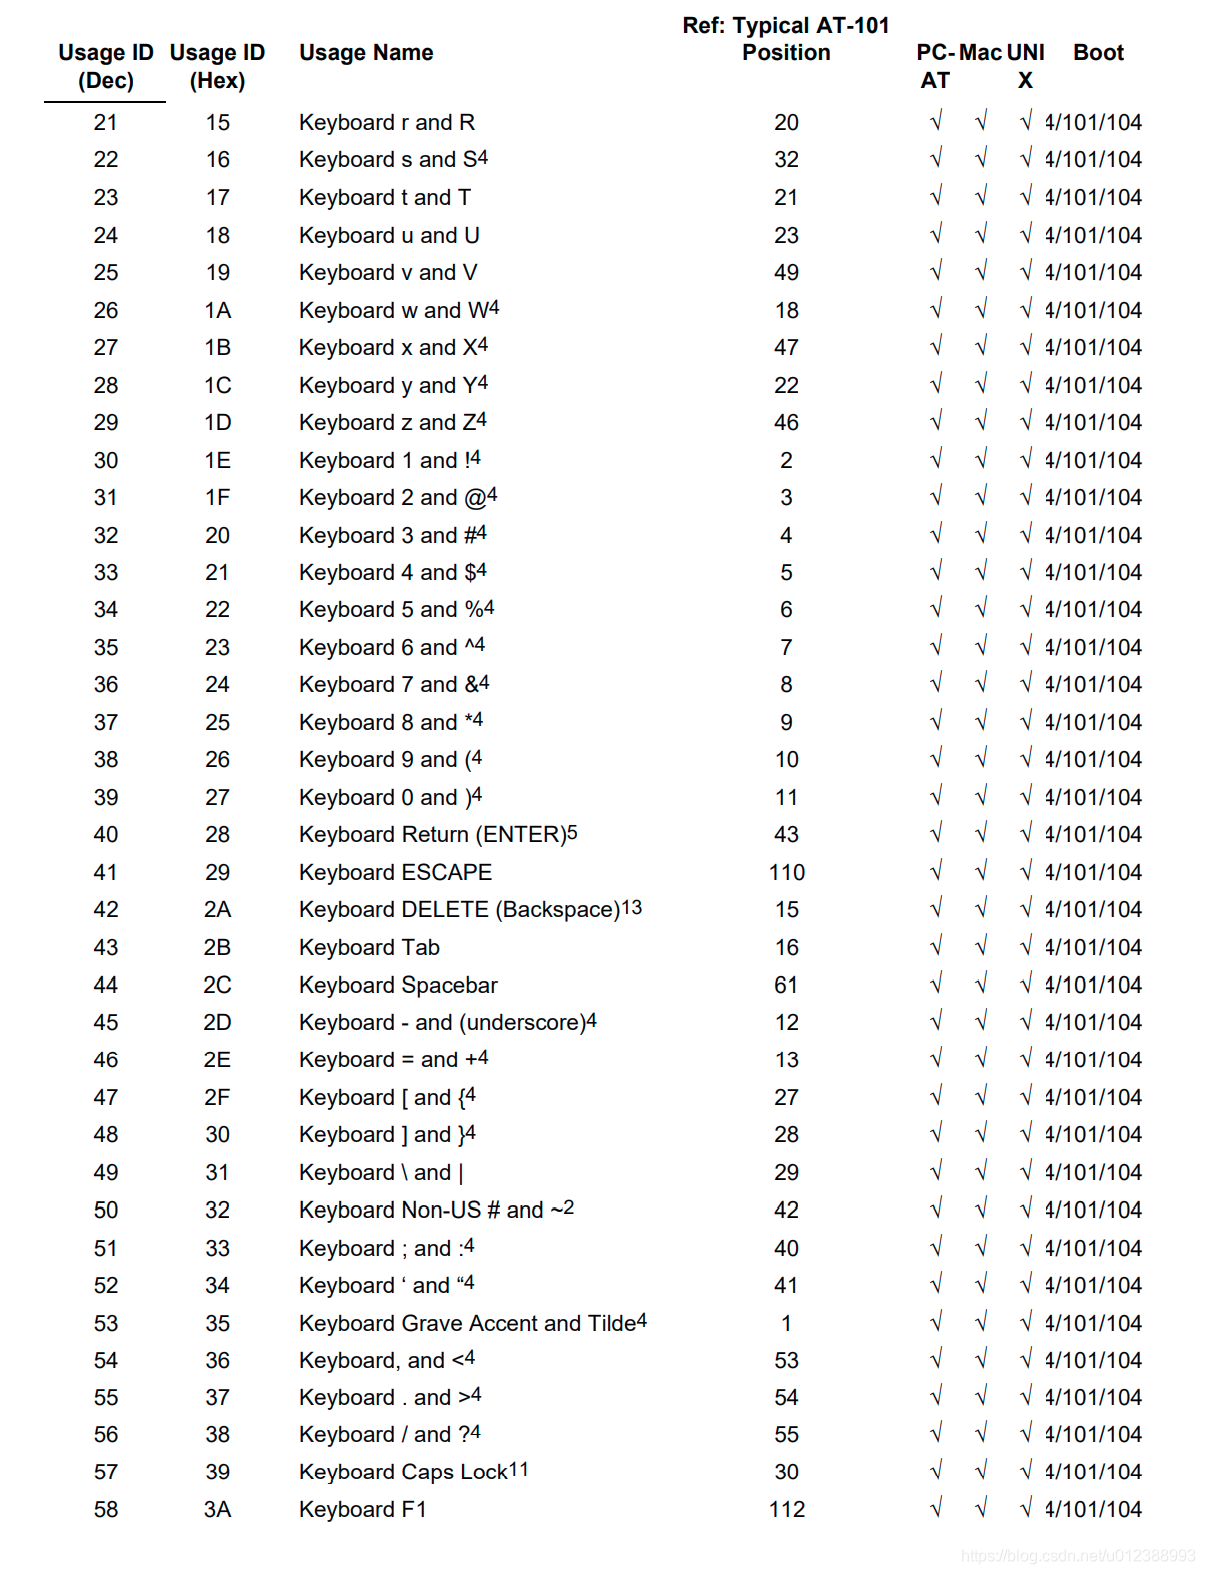 Ref: Typical AT-101
Usage ID Usage ID Usage Name Position PC- Mac UNI Boot
(Dec) (Hex) AT X
21 15 Keyboard r and R 20 √ √ √ 4/101/104
22 16 Keyboard s and S4 32 √ √ √ 4/101/104
23 17 Keyboard t and T 21 √ √ √ 4/101/104
24 18 Keyboard u and U 23 √ √ √ 4/101/104
25 19 Keyboard v and V 49 √ √ √ 4/101/104
26 1A Keyboard w and W4 18 √ √ √ 4/101/104
27 1B Keyboard x and X4 47 √ √ √ 4/101/104
28 1C Keyboard y and Y4 22 √ √ √ 4/101/104
29 1D Keyboard z and Z4 46 √ √ √ 4/101/104
30 1E Keyboard 1 and !4 2 √ √ √ 4/101/104
31 1F Keyboard 2 and @4 3 √ √ √ 4/101/104
32 20 Keyboard 3 and #4 4 √ √ √ 4/101/104
33 21 Keyboard 4 and $4 5 √ √ √ 4/101/104
34 22 Keyboard 5 and %4 6 √ √ √ 4/101/104
35 23 Keyboard 6 and ^4 7 √ √ √ 4/101/104
36 24 Keyboard 7 and &4 8 √ √ √ 4/101/104
37 25 Keyboard 8 and *4 9 √ √ √ 4/101/104
38 26 Keyboard 9 and (4 10 √ √ √ 4/101/104
39 27 Keyboard 0 and )4 11 √ √ √ 4/101/104
40 28 Keyboard Return (ENTER)5 43 √ √ √ 4/101/104
41 29 Keyboard ESCAPE 110 √ √ √ 4/101/104
42 2A Keyboard DELETE (Backspace)13 15 √ √ √ 4/101/104
43 2B Keyboard Tab 16 √ √ √ 4/101/104
44 2C Keyboard Spacebar 61 √ √ √ 4/101/104
45 2D Keyboard - and (underscore)4 12 √ √ √ 4/101/104
46 2E Keyboard = and +4 13 √ √ √ 4/101/104
47 2F Keyboard [ and {4 27 √ √ √ 4/101/104
48 30 Keyboard ] and }4 28 √ √ √ 4/101/104
49 31 Keyboard \ and | 29 √ √ √ 4/101/104
50 32 Keyboard Non-US # and ~2 42 √ √ √ 4/101/104
51 33 Keyboard ; and :4 40 √ √ √ 4/101/104
52 34 Keyboard ‘ and “4 41 √ √ √ 4/101/104
53 35 Keyboard Grave Accent and Tilde4 1 √ √ √ 4/101/104
54 36 Keyboard, and <4 53 √ √ √ 4/101/104
55 37 Keyboard . and >4 54 √ √ √ 4/101/104
56 38 Keyboard / and ?4 55 √ √ √ 4/101/104
57 39 Keyboard Caps Lock11 30 √ √ √ 4/101/104
58 3A Keyboard F1 112 √ √ √ 4/101/104
https://blog.csdn.net/u012388993